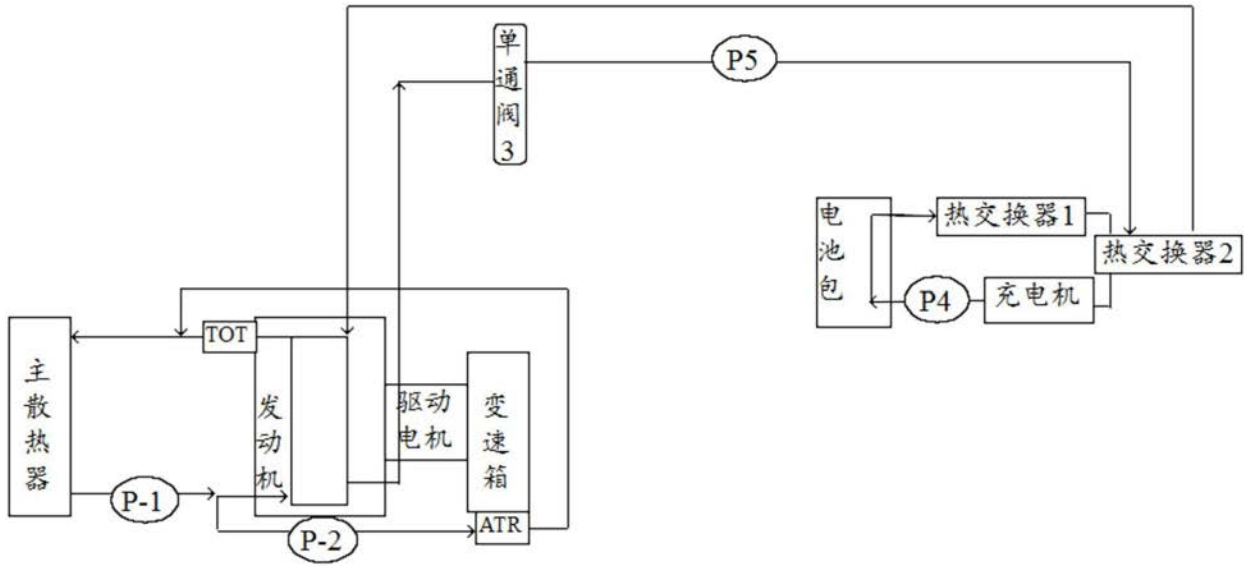 单通阀3
P5
电池包
热交换器1
热交换器2
P4
充电机
TOT
主散热器
发动机
驱动
电机
变速箱
P-1
P-2
ATR